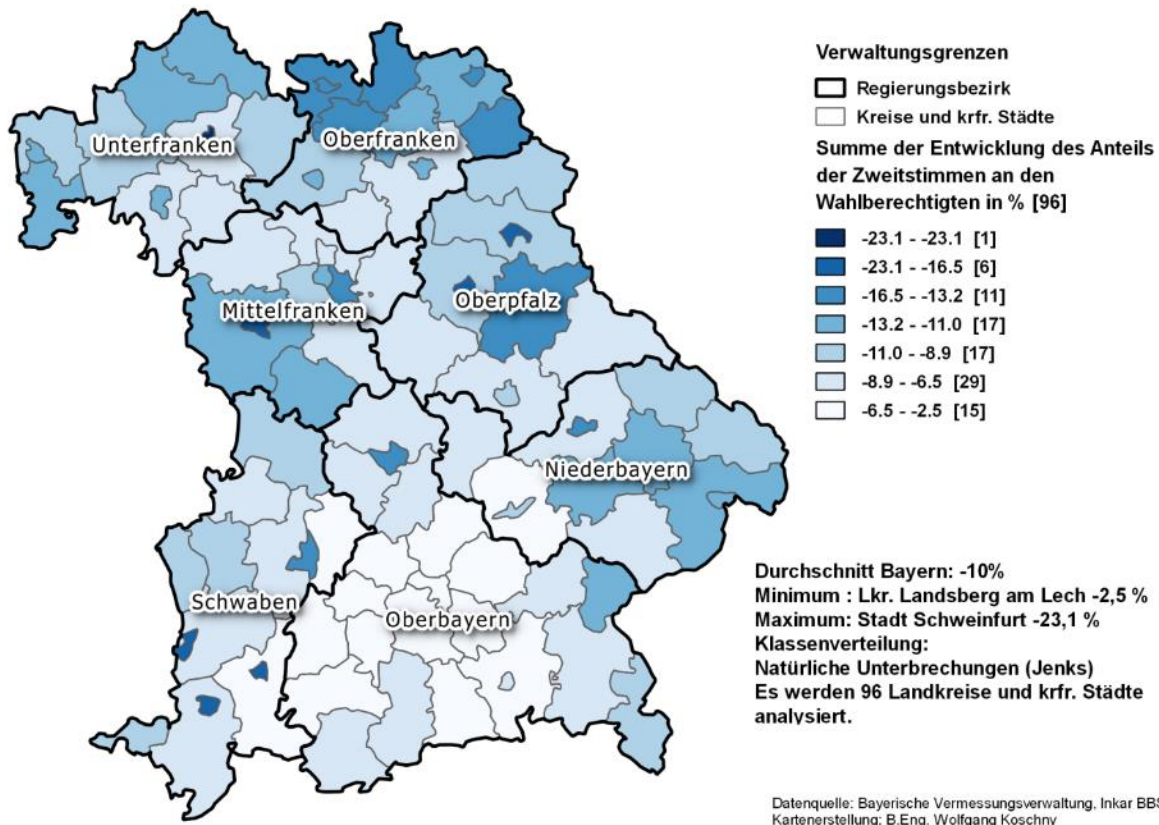 Unterfranken
Oberfranken
Mittelfranken
Oberpfalz
Niederbayern
Schwaben
Oberbayern
Verwaltungsgrenzen
Regierungsbezirk
Kreise und krfr. Städte
Summe der Entwicklung des Anteils
der Zweitstimmen an den
Wahlberechtigten in % [96]
-23.1 - -23.1 [1]
-23.1 - -16.5 [6]
-16.5 - -13.2 [11]
-13.2 - -11.0 [17]
-11.0 - -8.9 [17]
-8.9 - -6.5 [29]
-6.5 - -2.5 [15]
Durchschnitt Bayern: -10%
Minimum : Lkr. Landsberg am Lech -2,5 %
Maximum: Stadt Schweinfurt -23,1 %
Klassenverteilung:
Natürliche Unterbrechungen (Jenks)
Es werden 96 Landkreise und krfr. Städte
analysiert.
Datenquelle: Bayerische Vermessungsverwaltung, Inkar BBS
Kartenerstellung: B.Eng. Wolfgang Koschny